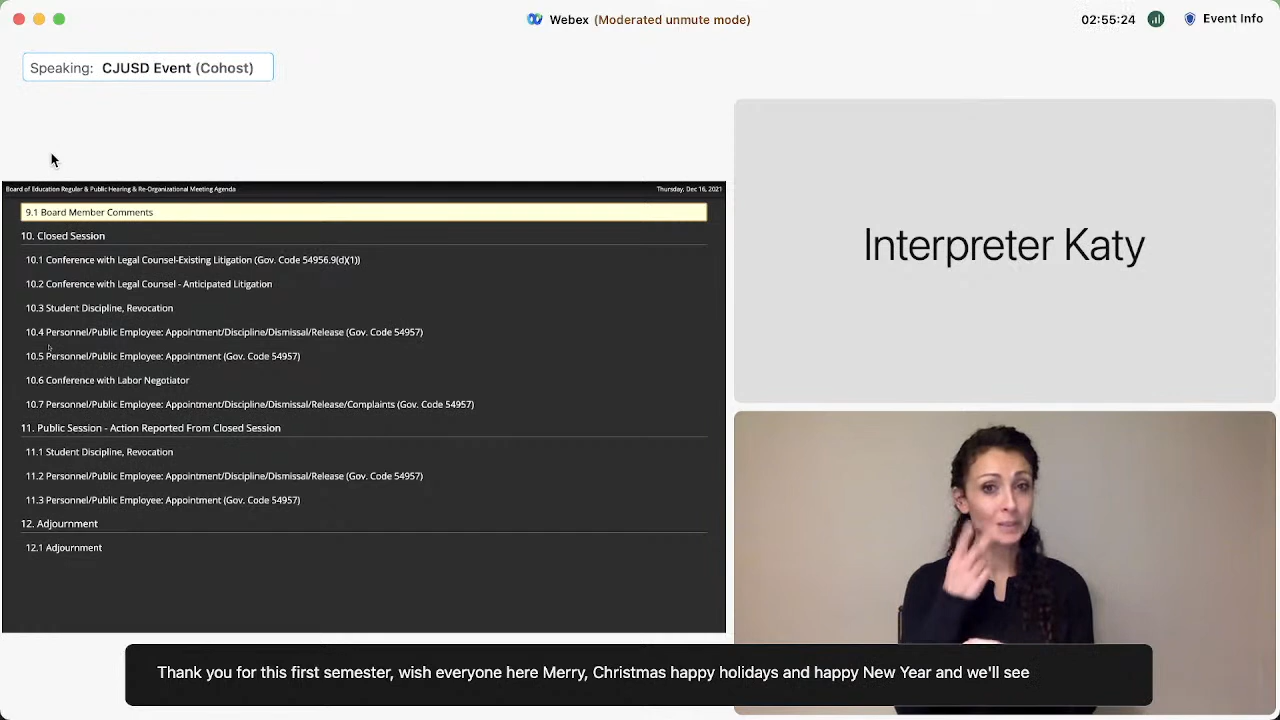 Webex (Moderated unmute mode)
02:55:24
Event Info
Speaking: CJUSD Event (Cohost)
Board of Education Regular & Public Hearing & Re-Organizational Meeting Agenda
Thursday, Dec 16, 2021
9.1 Board Member Comments
10. Closed Session
10.1 Conference with Legal Counsel-Existing Litigation (Gov. Code 54956.9(d)(1))
10.2 Conference with Legal Counsel - Anticipated Litigation
10.3 Student Discipline, Revocation
10.4 Personnel/Public Employee: Appointment/Discipline/Dismissal/Release (Gov. Code 54957)
10.5 Personnel/Public Employee: Appointment (Gov. Code 54957)
10.6 Conference with Labor Negotiator
10.7 Personnel/Public Employee: Appointment/Discipline/Dismissal/Release/Complaints (Gov. Code 54957)
11. Public Session - Action Reported From Closed Session
11.1 Student Discipline, Revocation
11.2 Personnel/Public Employee: Appointment/Discipline/Dismissal/Release (Gov. Code 54957)
11.3 Personnel/Public Employee: Appointment (Gov. Code 54957)
12. Adjournment
12.1 Adjournment
Interpreter Katy
Thank you for this first semester, wish everyone here Merry, Christmas happy holidays and happy New Year and we'll see